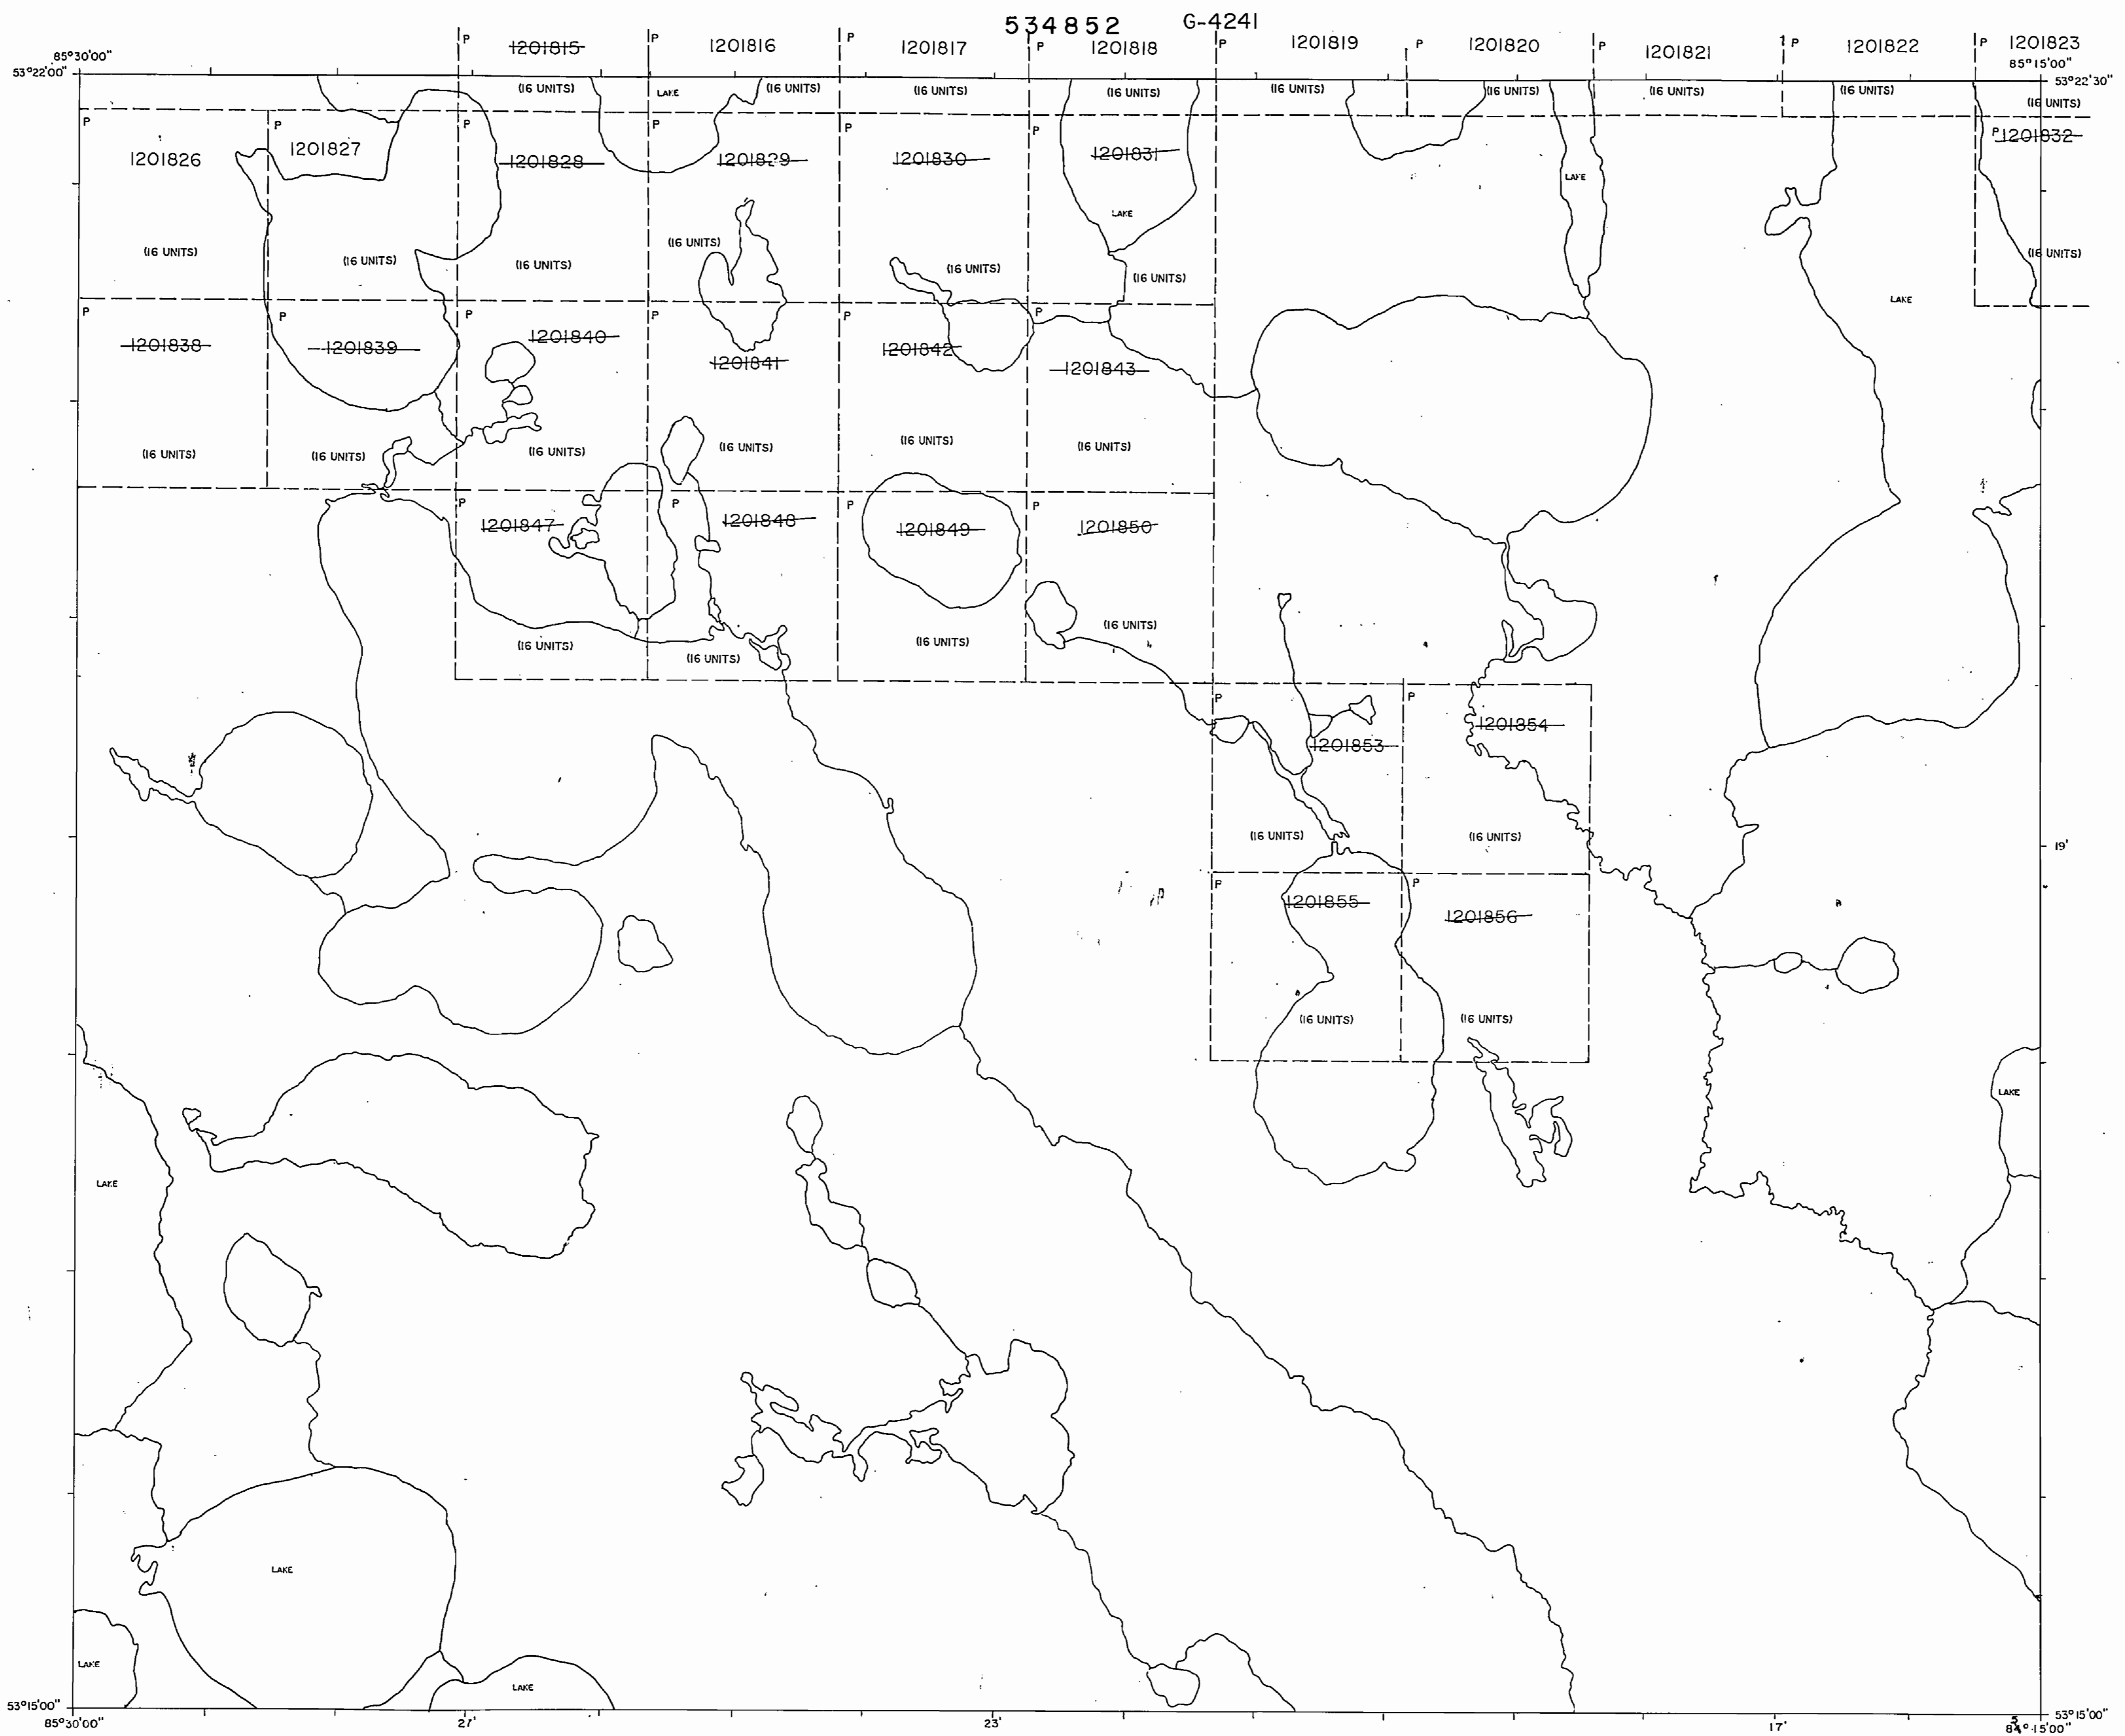 534852 G-4241
85°30'00"
53°22'00"
P 1201815 P 1201816 P 1201817 P 1201818 P 1201819 P 1201820 P 1201821 P 1201822 P 1201823
85°15'00"
53°22'30"
(16 UNITS) LAKE (16 UNITS) (16 UNITS) (16 UNITS) (16 UNITS) (16 UNITS) (16 UNITS) (16 UNITS) (16 UNITS)
P P P P P P P 1201832
1201826 1201827 1201828 1201829 1201830 1201831
LAKE
LAKE
(16 UNITS) (16 UNITS) (16 UNITS) (16 UNITS) (16 UNITS) (16 UNITS) (16 UNITS)
LAKE
P P P P P P
1201838 1201839 1201840 1201841 1201842 1201843
(16 UNITS) (16 UNITS) (16 UNITS) (16 UNITS) (16 UNITS) (16 UNITS)
P P P
1201847 1201848 1201849 1201850
(16 UNITS) (16 UNITS) (16 UNITS) (16 UNITS)
P P
1201853 1201854
(16 UNITS) (16 UNITS)
19'
P P
1201855 1201856
(16 UNITS) (16 UNITS)
LAKE
LAKE
LAKE
LAKE
LAKE
53°15'00"
85°30'00"
27' 23' 17'
53°15'00"